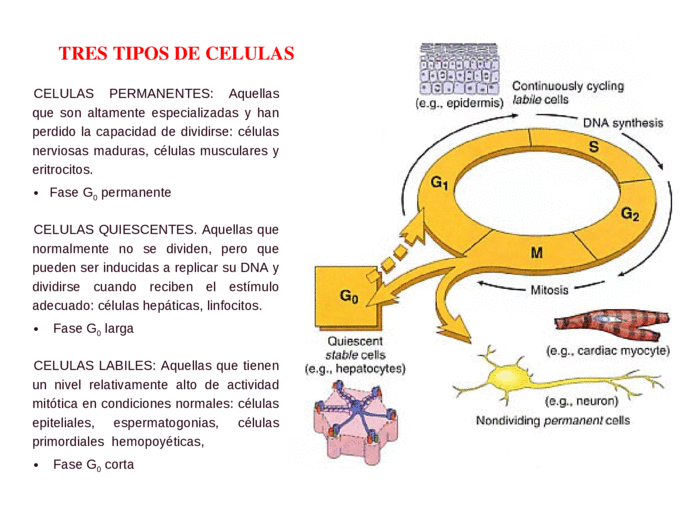 TRES TIPOS DE CELULAS
CELULAS PERMANENTES: Aquellas
que son altamente especializadas y han
perdido la capacidad de dividirse: células
nerviosas maduras, células musculares y
eritrocitos.
• Fase G0 permanente
CELULAS QUIESCENTES. Aquellas que
normalmente no se dividen, pero que
pueden ser inducidas a replicar su DNA y
dividirse cuando reciben el estímulo
adecuado: células hepáticas, linfocitos.
• Fase G0 larga
CELULAS LABILES: Aquellas que tienen
un nivel relativamente alto de actividad
mitótica en condiciones normales: células
epiteliales, espermatogonias, células
primordiales hemopoyéticas,
• Fase G0 corta
Continuously cycling
(e.g., epidermis) labile cells
DNA synthesis
S
G1
G2
M
Mitosis
G0
Quiescent
stable cells
(e.g., hepatocytes)
(e.g., cardiac myocyte)
(e.g., neuron)
Nondividing permanent cells